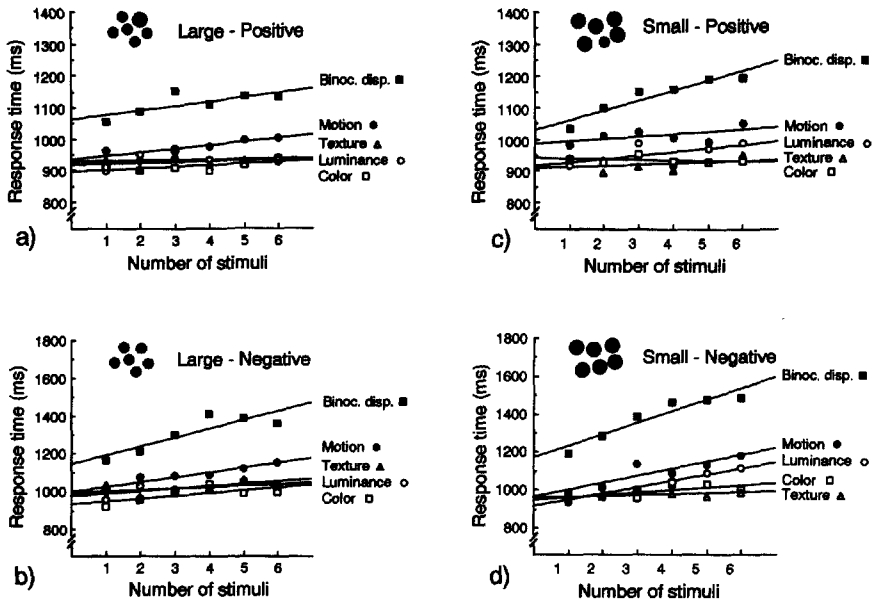 Large - Positive
Response time (ms)
1400
1300
1200
1100
1000
900
800
Binoc. disp. ■
Motion ●
Texture ▲
Luminance ○
Color □
1 2 3 4 5 6
a)
Number of stimuli
Small - Positive
Response time (ms)
1400
1300
1200
1100
1000
900
800
Binoc. disp. ■
Motion ●
Luminance ○
Texture ▲
Color □
1 2 3 4 5 6
c)
Number of stimuli
Large - Negative
Response time (ms)
1800
1600
1400
1200
1000
800
Binoc. disp. ■
Motion ●
Texture ▲
Luminance ○
Color □
1 2 3 4 5 6
b)
Number of stimuli
Small - Negative
Response time (ms)
1800
1600
1400
1200
1000
800
Binoc. disp. ■
Motion ●
Luminance ○
Color □
Texture ▲
1 2 3 4 5 6
d)
Number of stimuli